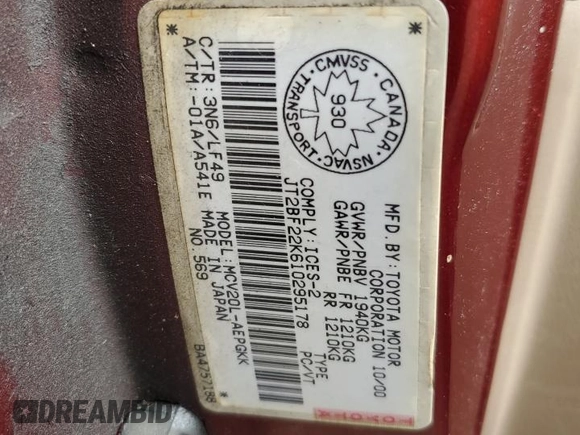 MFD. BY: TOYOTA MOTOR
CORPORATION 10/00
GVWR/PNBV 1940KG
GAWR/PNBE FR 1210KG
RR 1210KG
COMPLY: ICES-2 TYPE
JT2BF22K610295178 PC/VT
MODEL: MCV20L-AEPGKK
C/TR: 3N6/LF49 MADE IN JAPAN
A/TM:-01A/A541E NO.569
BA4757188
CMVSS CANADA NSVAC TRANSPORT
930
TOYOTA
DREAMBID